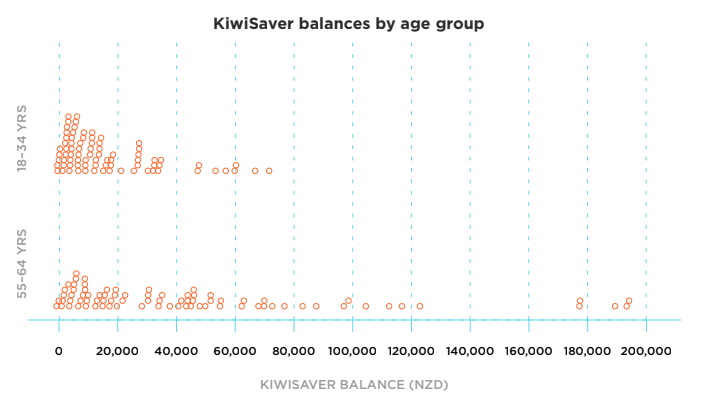 KiwiSaver balances by age group
18–34 YRS
55–64 YRS
0 20,000 40,000 60,000 80,000 100,000 120,000 140,000 160,000 180,000 200,000
KIWISAVER BALANCE (NZD)